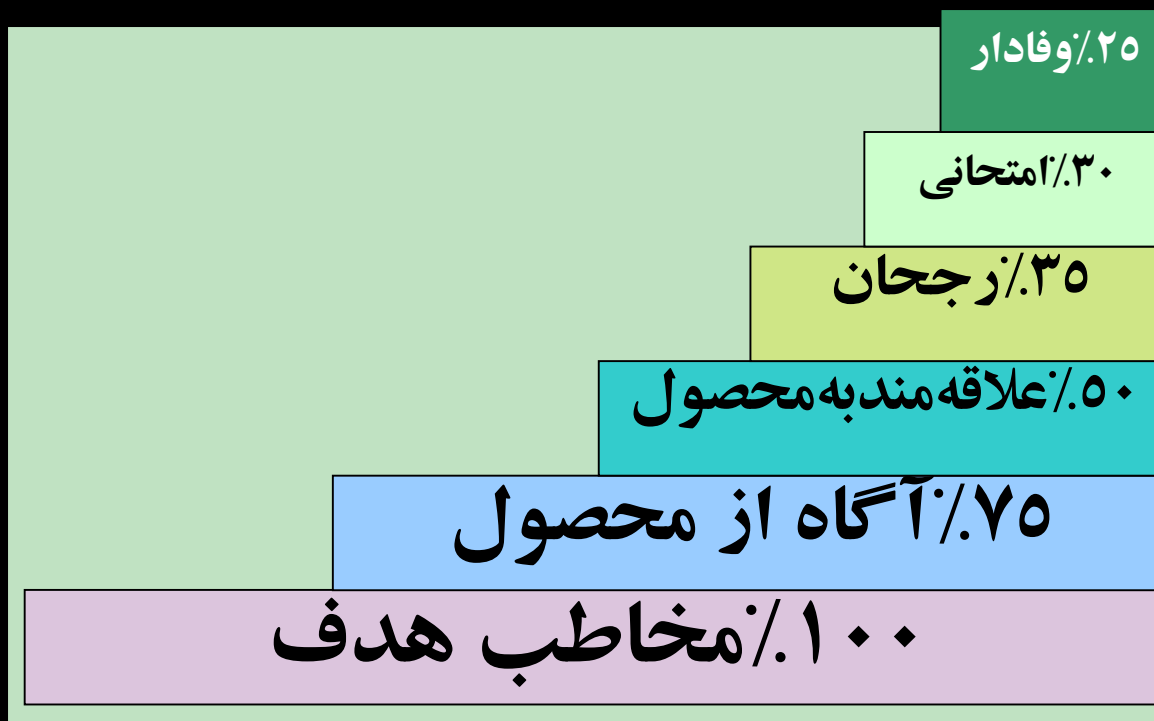 ۲۵٪وفادار
۳۰٪امتحانی
۳۵٪رجحان
۵۰٪علاقه‌مندبه‌محصول
۷۵٪آگاه از محصول
۱۰۰٪مخاطب هدف